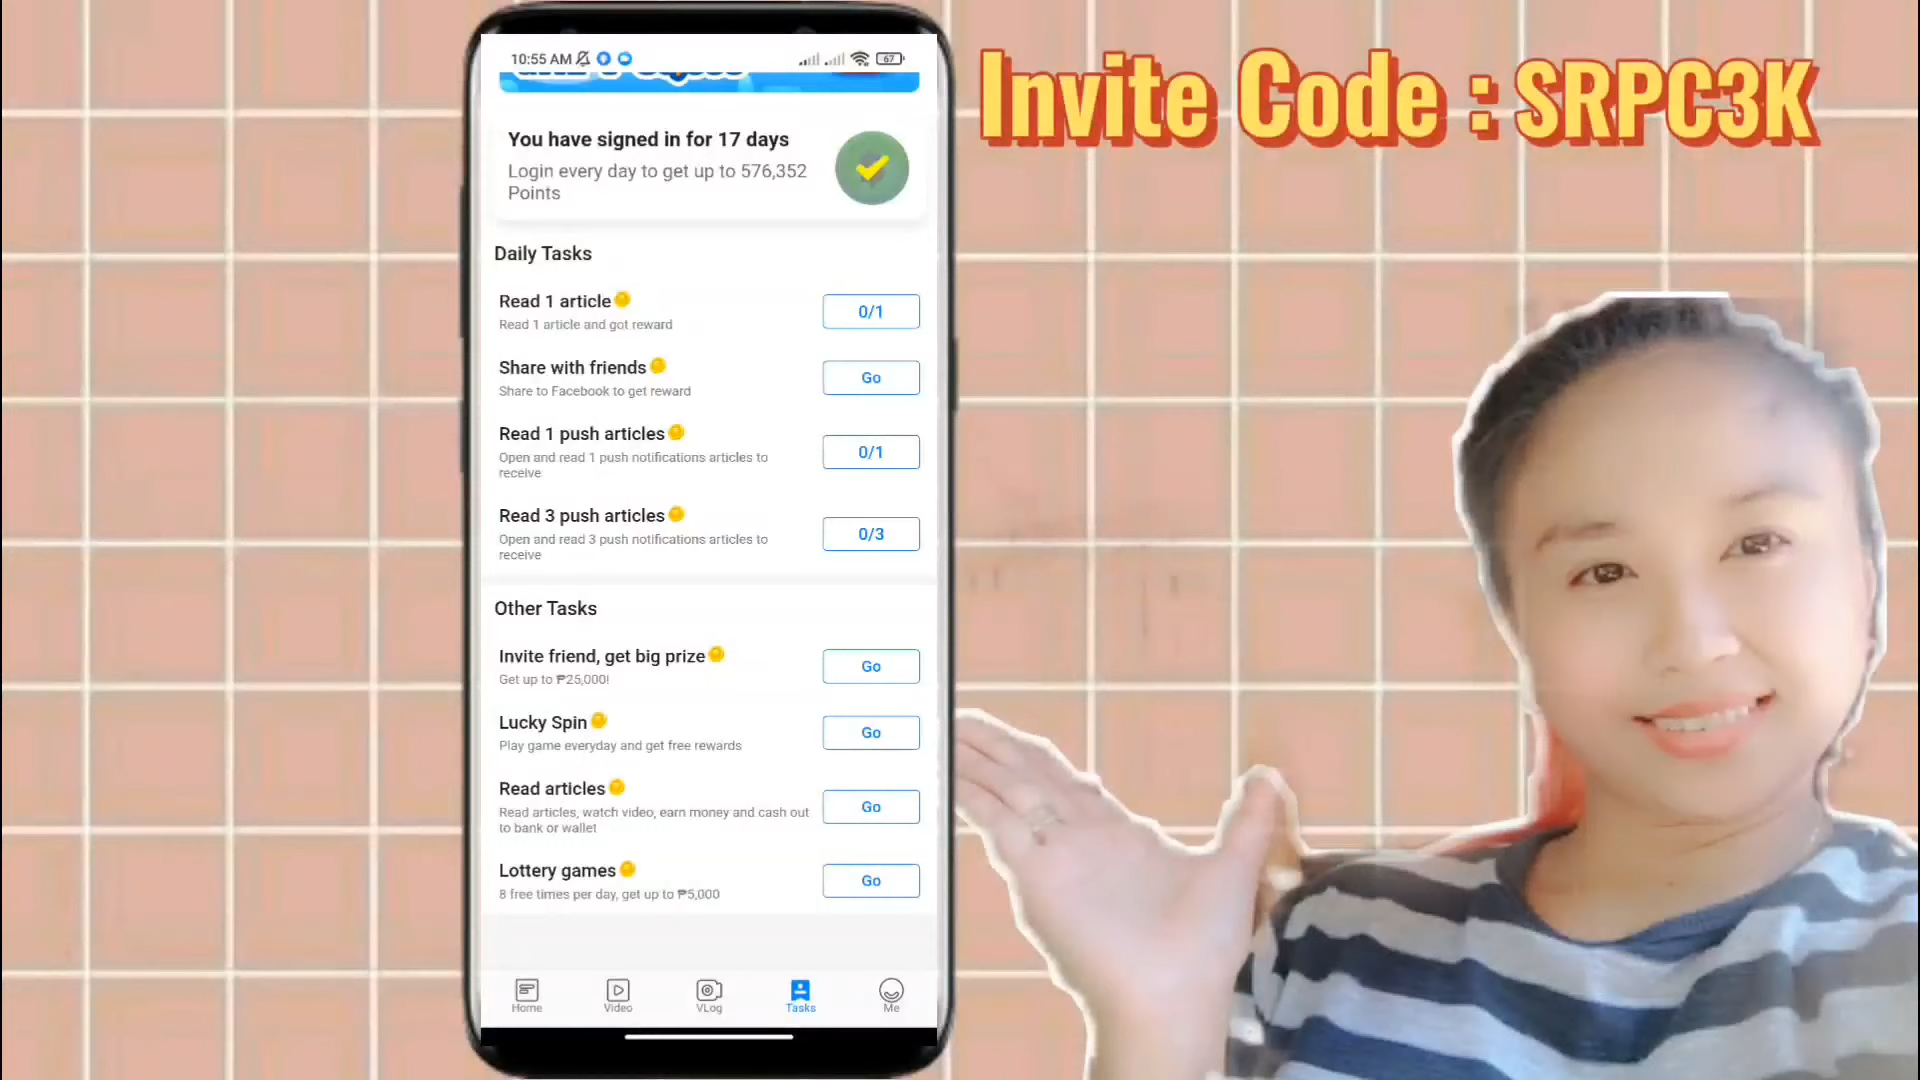 10:55 AM
67
Invite Code : SRPC3K
You have signed in for 17 days
Login every day to get up to 576,352
Points
Daily Tasks
Read 1 article
Read 1 article and got reward
0/1
Share with friends
Share to Facebook to get reward
Go
Read 1 push articles
Open and read 1 push notifications articles to
receive
0/1
Read 3 push articles
Open and read 3 push notifications articles to
receive
0/3
Other Tasks
Invite friend, get big prize
Get up to ₱25,000!
Go
Lucky Spin
Play game everyday and get free rewards
Go
Read articles
Read articles, watch video, earn money and cash out
to bank or wallet
Go
Lottery games
8 free times per day, get up to ₱5,000
Go
Home
Video
VLog
Tasks
Me